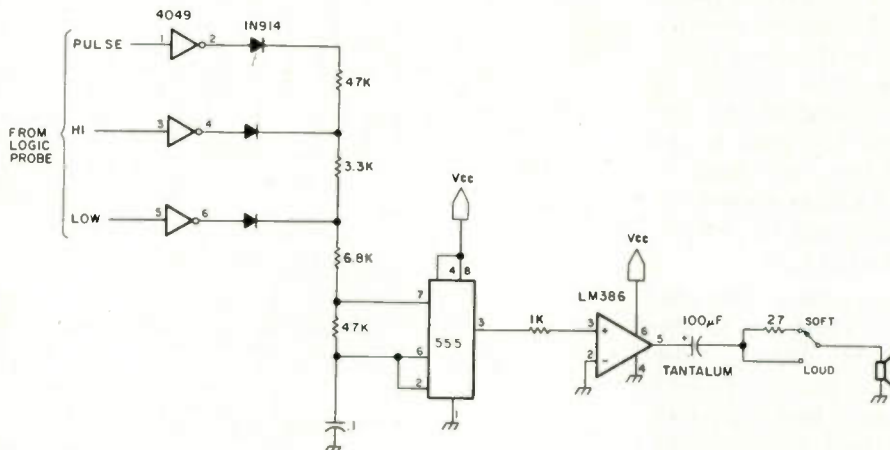 4049
1N914
PULSE
1
2
47K
FROM LOGIC PROBE
HI
3
4
3.3K
LOW
5
6
6.8K
Vcc
4 8
7
47K
555
3
6
2
1
.1
1K
Vcc
LM386
3
+
2
-
6
5
4
100µF
+
TANTALUM
27
SOFT
LOUD